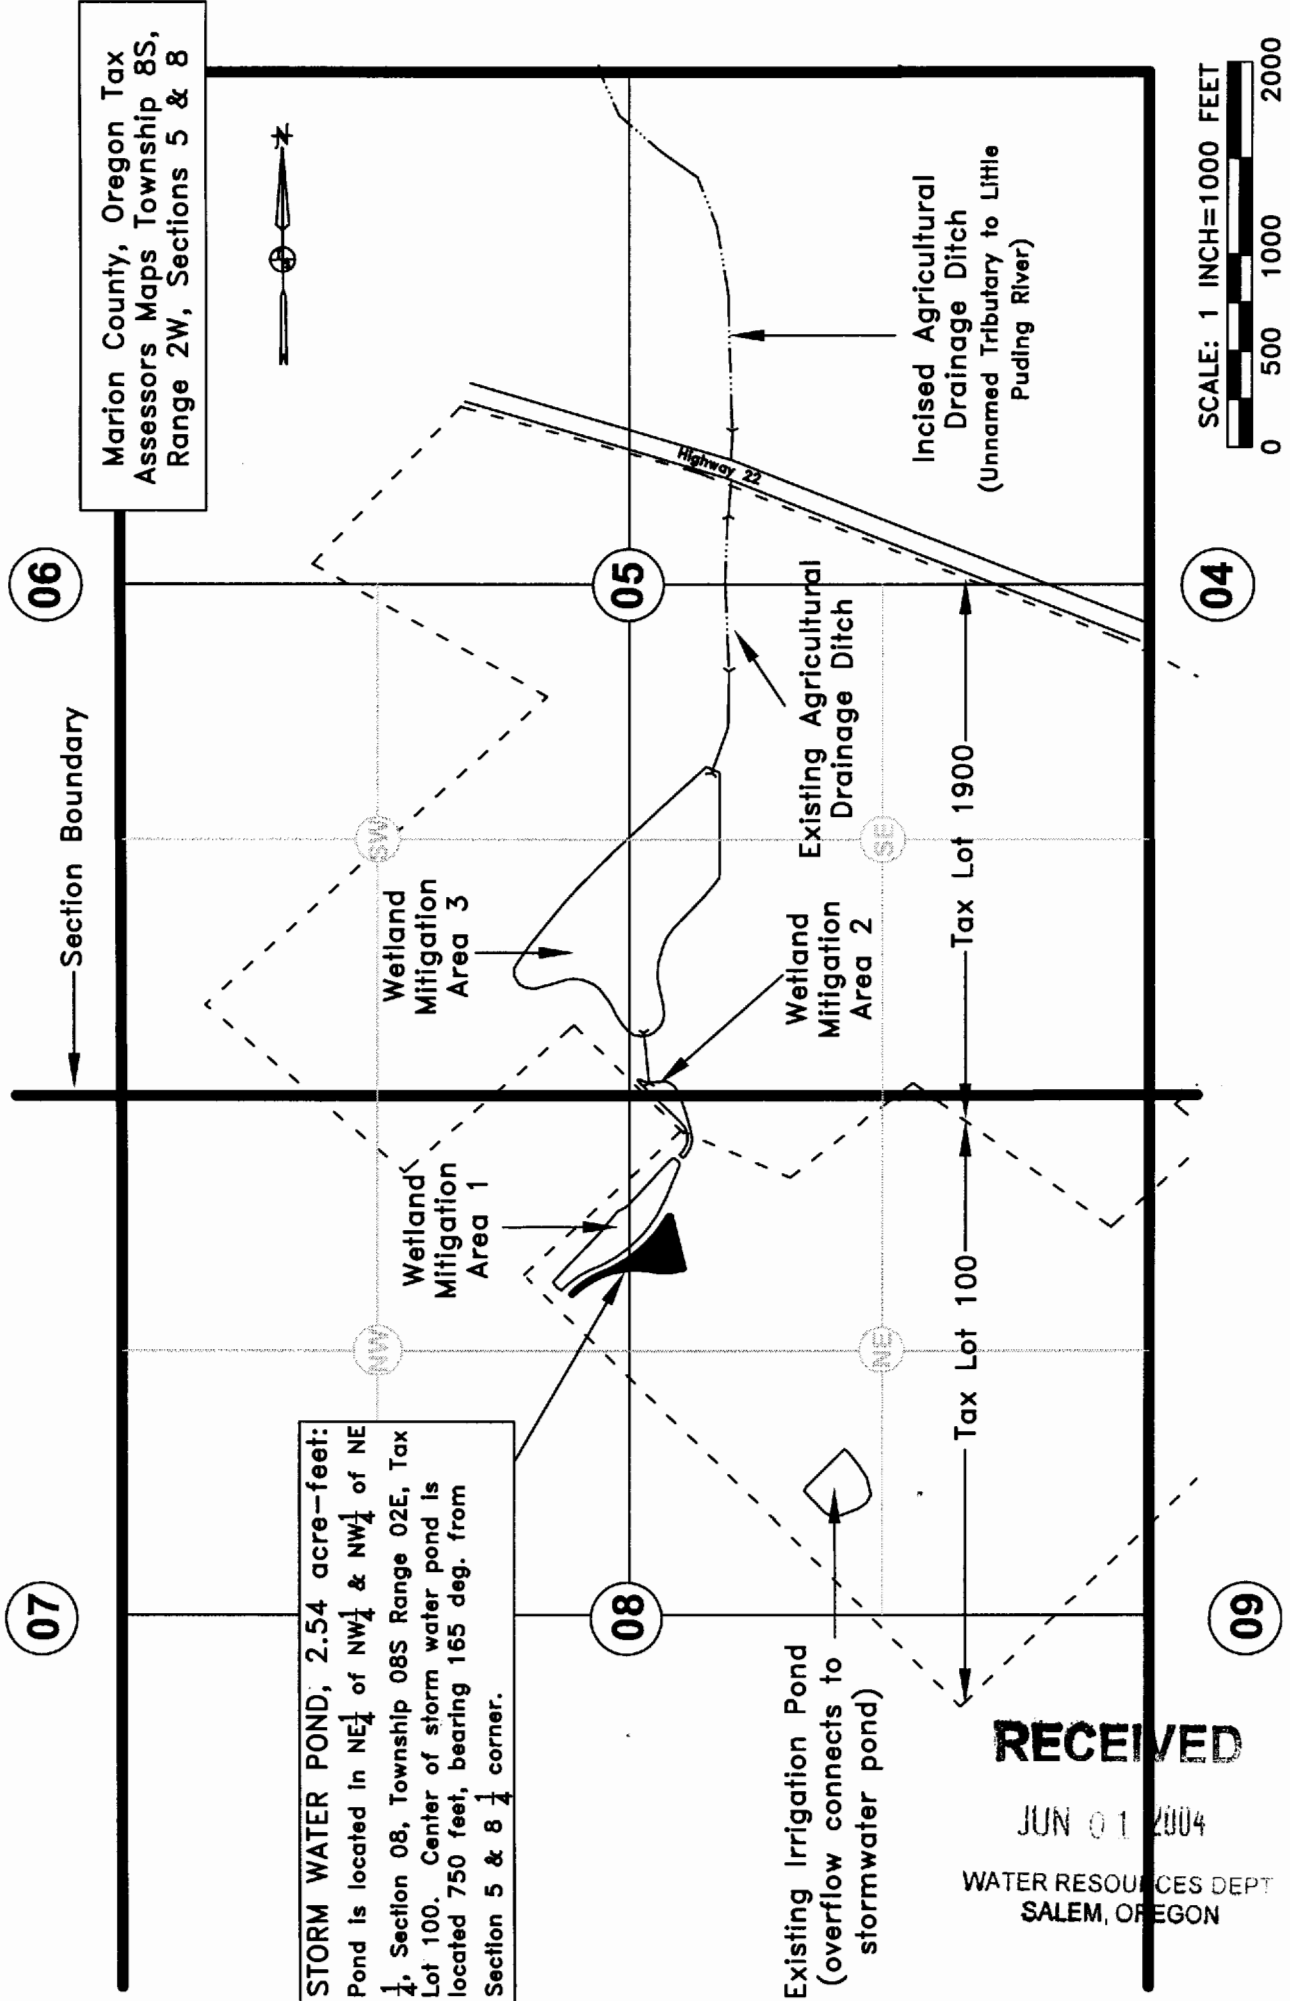 Marion County, Oregon Tax
Assessors Maps Township 8S,
Range 2W, Sections 5 & 8
N
06
05
04
07
08
09
Section Boundary
Highway 22
Incised Agricultural
Drainage Ditch
(Unnamed Tributary to Little
Puding River)
SCALE: 1 INCH=1000 FEET
0 500 1000 2000
Existing Agricultural
Drainage Ditch
SW
SE
NW
NE
Wetland
Mitigation
Area 3
Wetland
Mitigation
Area 2
Wetland
Mitigation
Area 1
Tax Lot 1900
Tax Lot 100
STORM WATER POND, 2.54 acre-feet:
Pond is located in NE¼ of NW¼ & NW¼ of NE
¼, Section 08, Township 08S Range 02E, Tax
Lot 100. Center of storm water pond is
located 750 feet, bearing 165 deg. from
Section 5 & 8 ¼ corner.
Existing Irrigation Pond
(overflow connects to
stormwater pond)
RECEIVED
JUN 01 2004
WATER RESOURCES DEPT
SALEM, OREGON